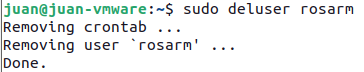 juan@juan-vmware:~$ sudo deluser rosarm
Removing crontab ...
Removing user `rosarm' ...
Done.